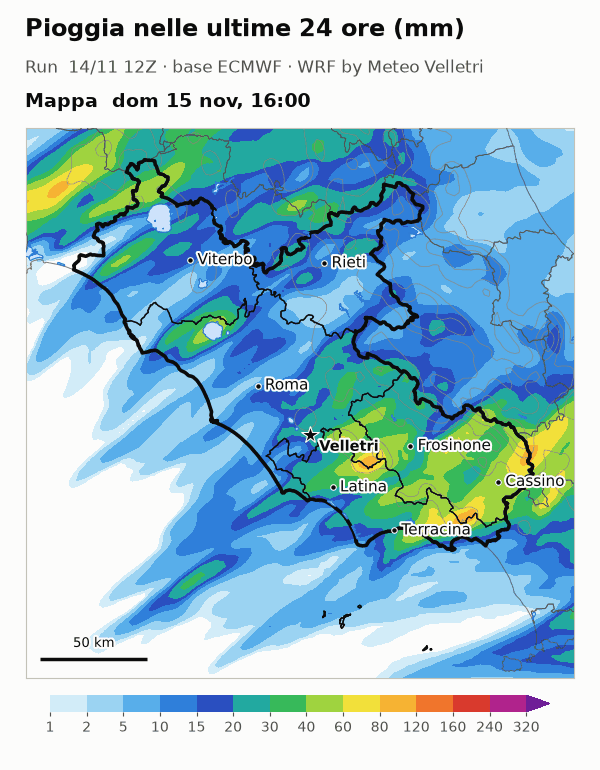 Pioggia nelle ultime 24 ore (mm)
Run  14/11 12Z · base ECMWF · WRF by Meteo Velletri
Mappa  dom 15 nov, 16:00
Viterbo
Rieti
Roma
Velletri
Frosinone
Latina
Cassino
Terracina
50 km
1 2 5 10 15 20 30 40 60 80 120 160 240 320